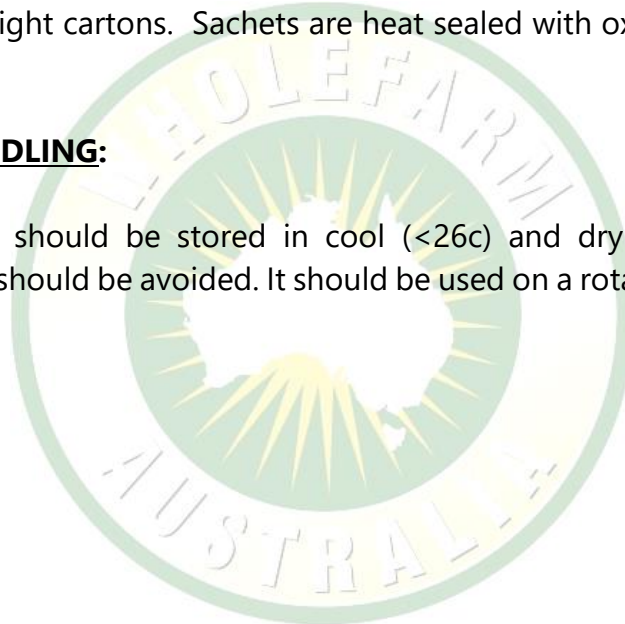 ight cartons. Sachets are heat sealed with ox
DLING:
should be stored in cool (<26c) and dry
should be avoided. It should be used on a rota
WHOLEFARM
AUSTRALIA